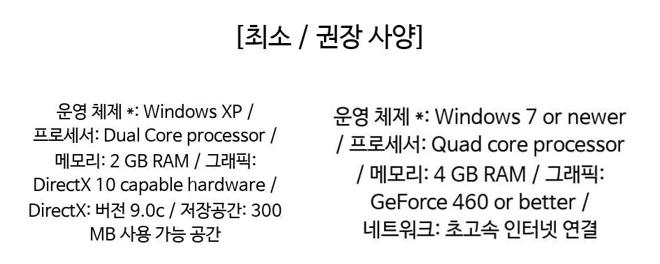 [최소 / 권장 사양]
운영 체제 *: Windows XP /
프로세서: Dual Core processor /
메모리: 2 GB RAM / 그래픽:
DirectX 10 capable hardware /
DirectX: 버전 9.0c / 저장공간: 300
MB 사용 가능 공간
운영 체제 *: Windows 7 or newer
/ 프로세서: Quad core processor
/ 메모리: 4 GB RAM / 그래픽:
GeForce 460 or better /
네트워크: 초고속 인터넷 연결